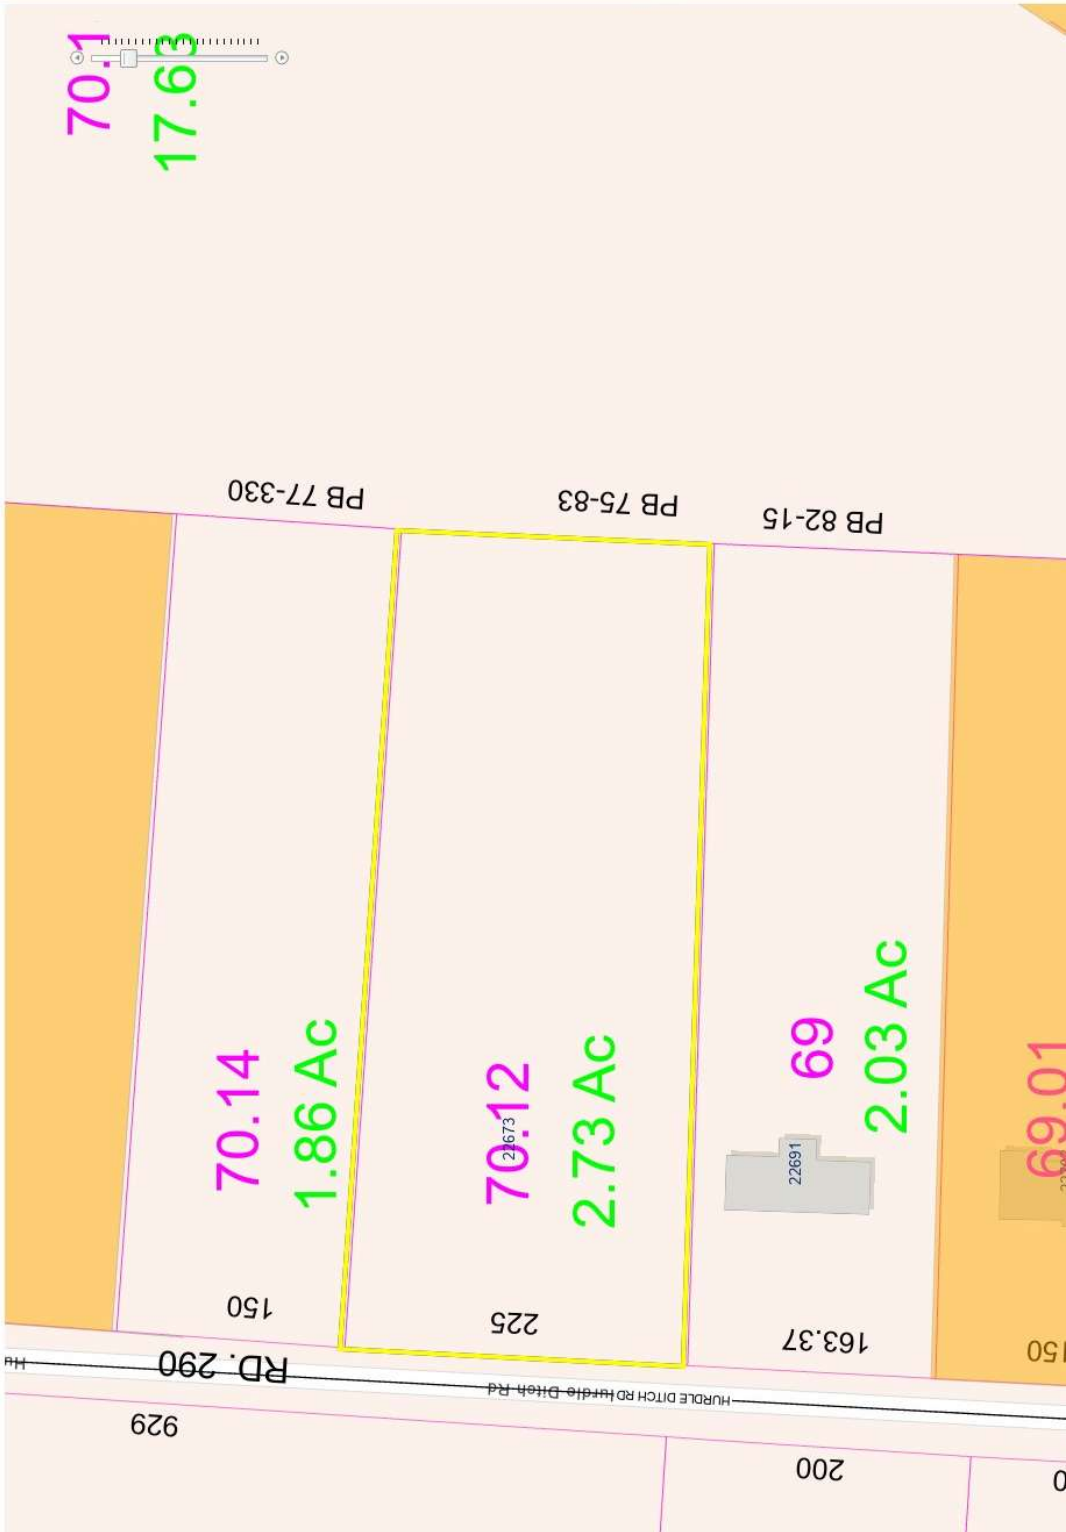 70.1
17.63
PB 77-330
PB 75-83
PB 82-15
70.14
1.86 Ac
70.12
22673
2.73 Ac
69
2.03 Ac
22691
69.01
150
225
163.37
150
RD. 290
Hurdle Ditch Rd
HURDLE DITCH RD
929
200